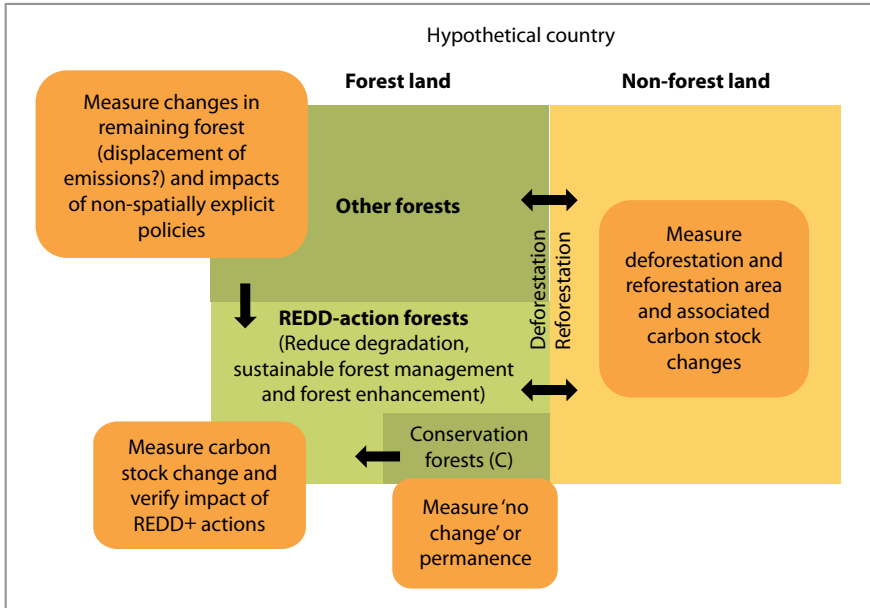 Hypothetical country
Forest land
Non-forest land
Measure changes in
remaining forest
(displacement of
emissions?) and impacts
of non-spatially explicit
policies
Other forests
Deforestation
Reforestation
Measure
deforestation and
reforestation area
and associated
carbon stock
changes
REDD-action forests
(Reduce degradation,
sustainable forest management
and forest enhancement)
Conservation
forests (C)
Measure carbon
stock change and
verify impact of
REDD+ actions
Measure ‘no
change’ or
permanence